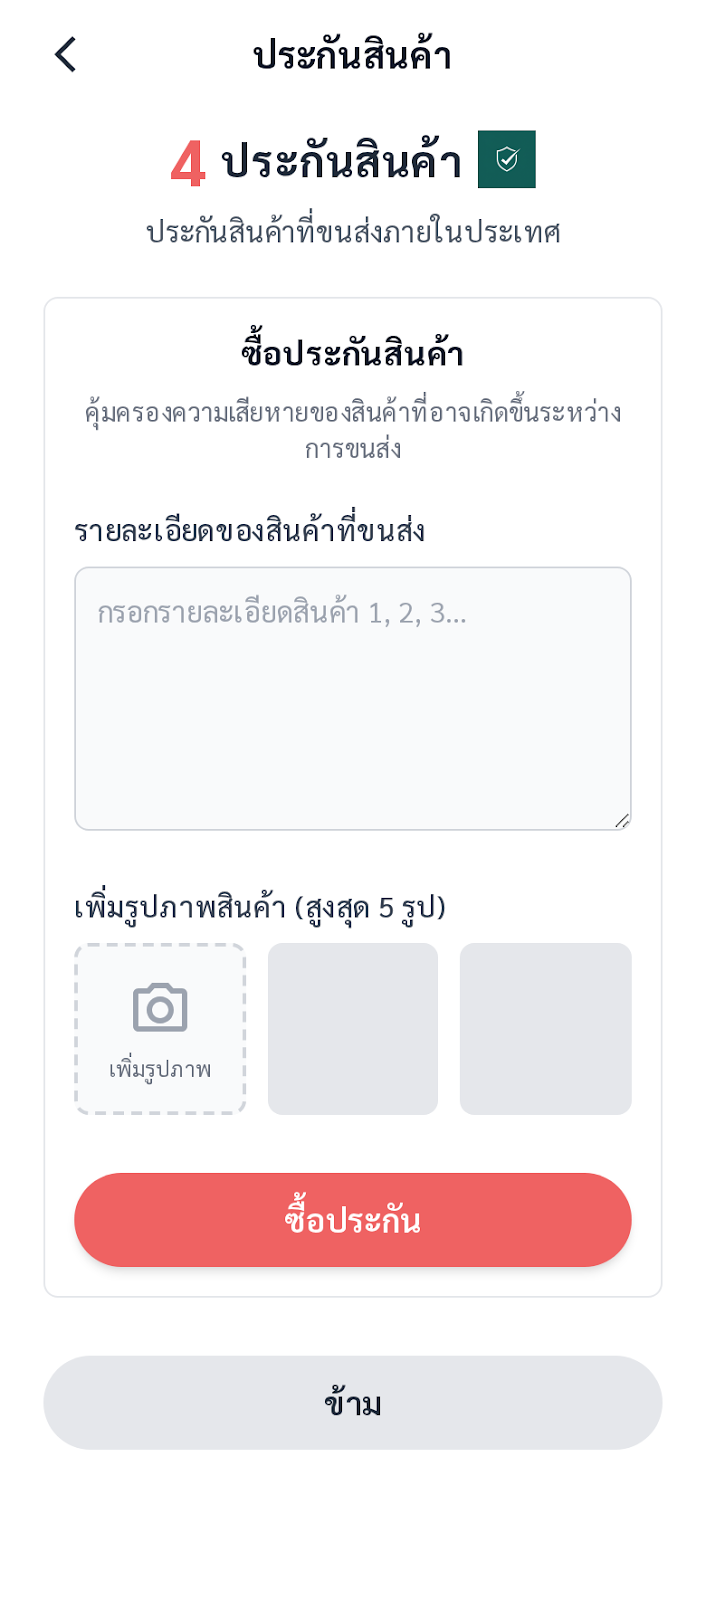 ประกันสินค้า
4 ประกันสินค้า
ประกันสินค้าที่ขนส่งภายในประเทศ
ซื้อประกันสินค้า
คุ้มครองความเสียหายของสินค้าที่อาจเกิดขึ้นระหว่าง
การขนส่ง
รายละเอียดของสินค้าที่ขนส่ง
กรอกรายละเอียดสินค้า 1, 2, 3...
เพิ่มรูปภาพสินค้า (สูงสุด 5 รูป)
เพิ่มรูปภาพ
ซื้อประกัน
ข้าม